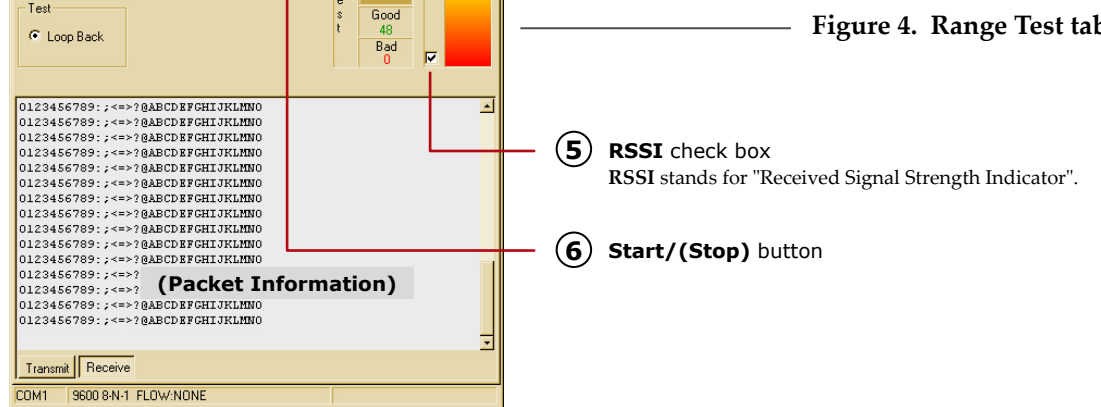 Test
Loop Back
e
s
t
Good
48
Bad
0
Figure 4. Range Test tab
0123456789:;<=>?@ABCDEFGHIJKLMNO
0123456789:;<=>?@ABCDEFGHIJKLMNO
0123456789:;<=>?@ABCDEFGHIJKLMNO
0123456789:;<=>?@ABCDEFGHIJKLMNO
0123456789:;<=>?@ABCDEFGHIJKLMNO
0123456789:;<=>?@ABCDEFGHIJKLMNO
0123456789:;<=>?@ABCDEFGHIJKLMNO
0123456789:;<=>?@ABCDEFGHIJKLMNO
0123456789:;<=>?@ABCDEFGHIJKLMNO
0123456789:;<=>?@ABCDEFGHIJKLMNO
0123456789:;<=>?@ABCDEFGHIJKLMNO
0123456789:;<=>?
0123456789:;<=>?
(Packet Information)
0123456789:;<=>?@ABCDEFGHIJKLMNO
0123456789:;<=>?@ABCDEFGHIJKLMNO
5 RSSI check box
RSSI stands for "Received Signal Strength Indicator".
6 Start/(Stop) button
Transmit Receive
COM1 9600 8-N-1 FLOW:NONE